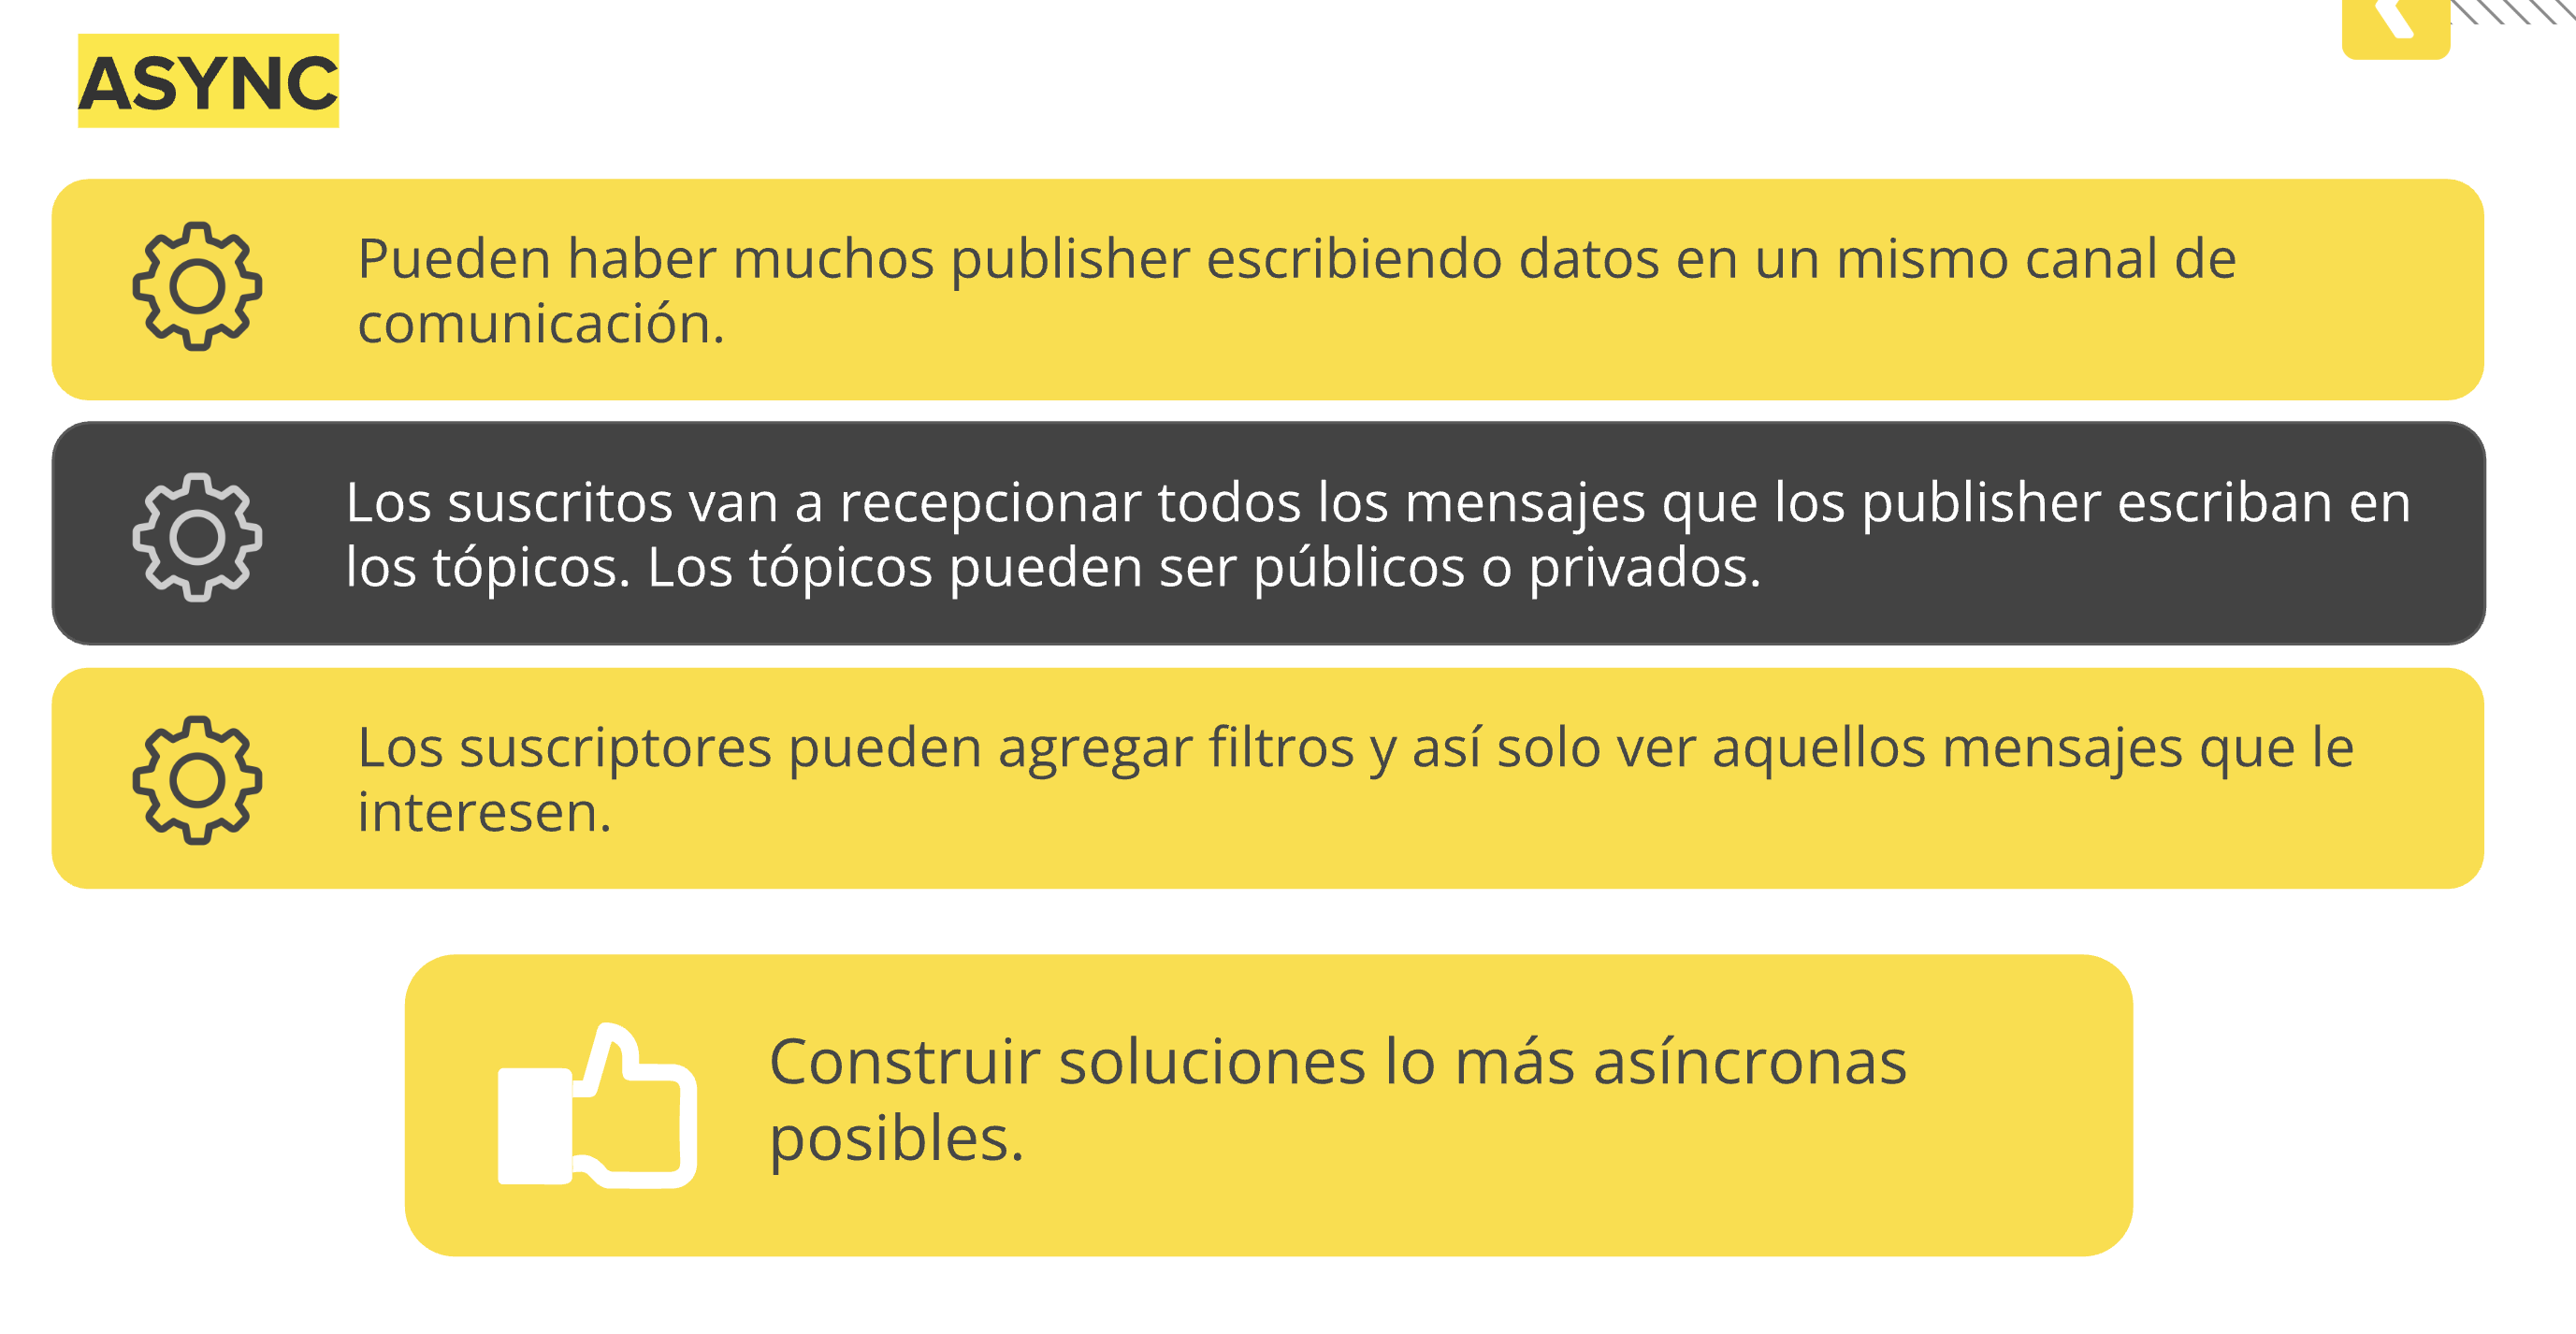 ASYNC
Pueden haber muchos publisher escribiendo datos en un mismo canal de
comunicación.
Los suscritos van a recepcionar todos los mensajes que los publisher escriban en
los tópicos. Los tópicos pueden ser públicos o privados.
Los suscriptores pueden agregar filtros y así solo ver aquellos mensajes que le
interesen.
Construir soluciones lo más asíncronas
posibles.